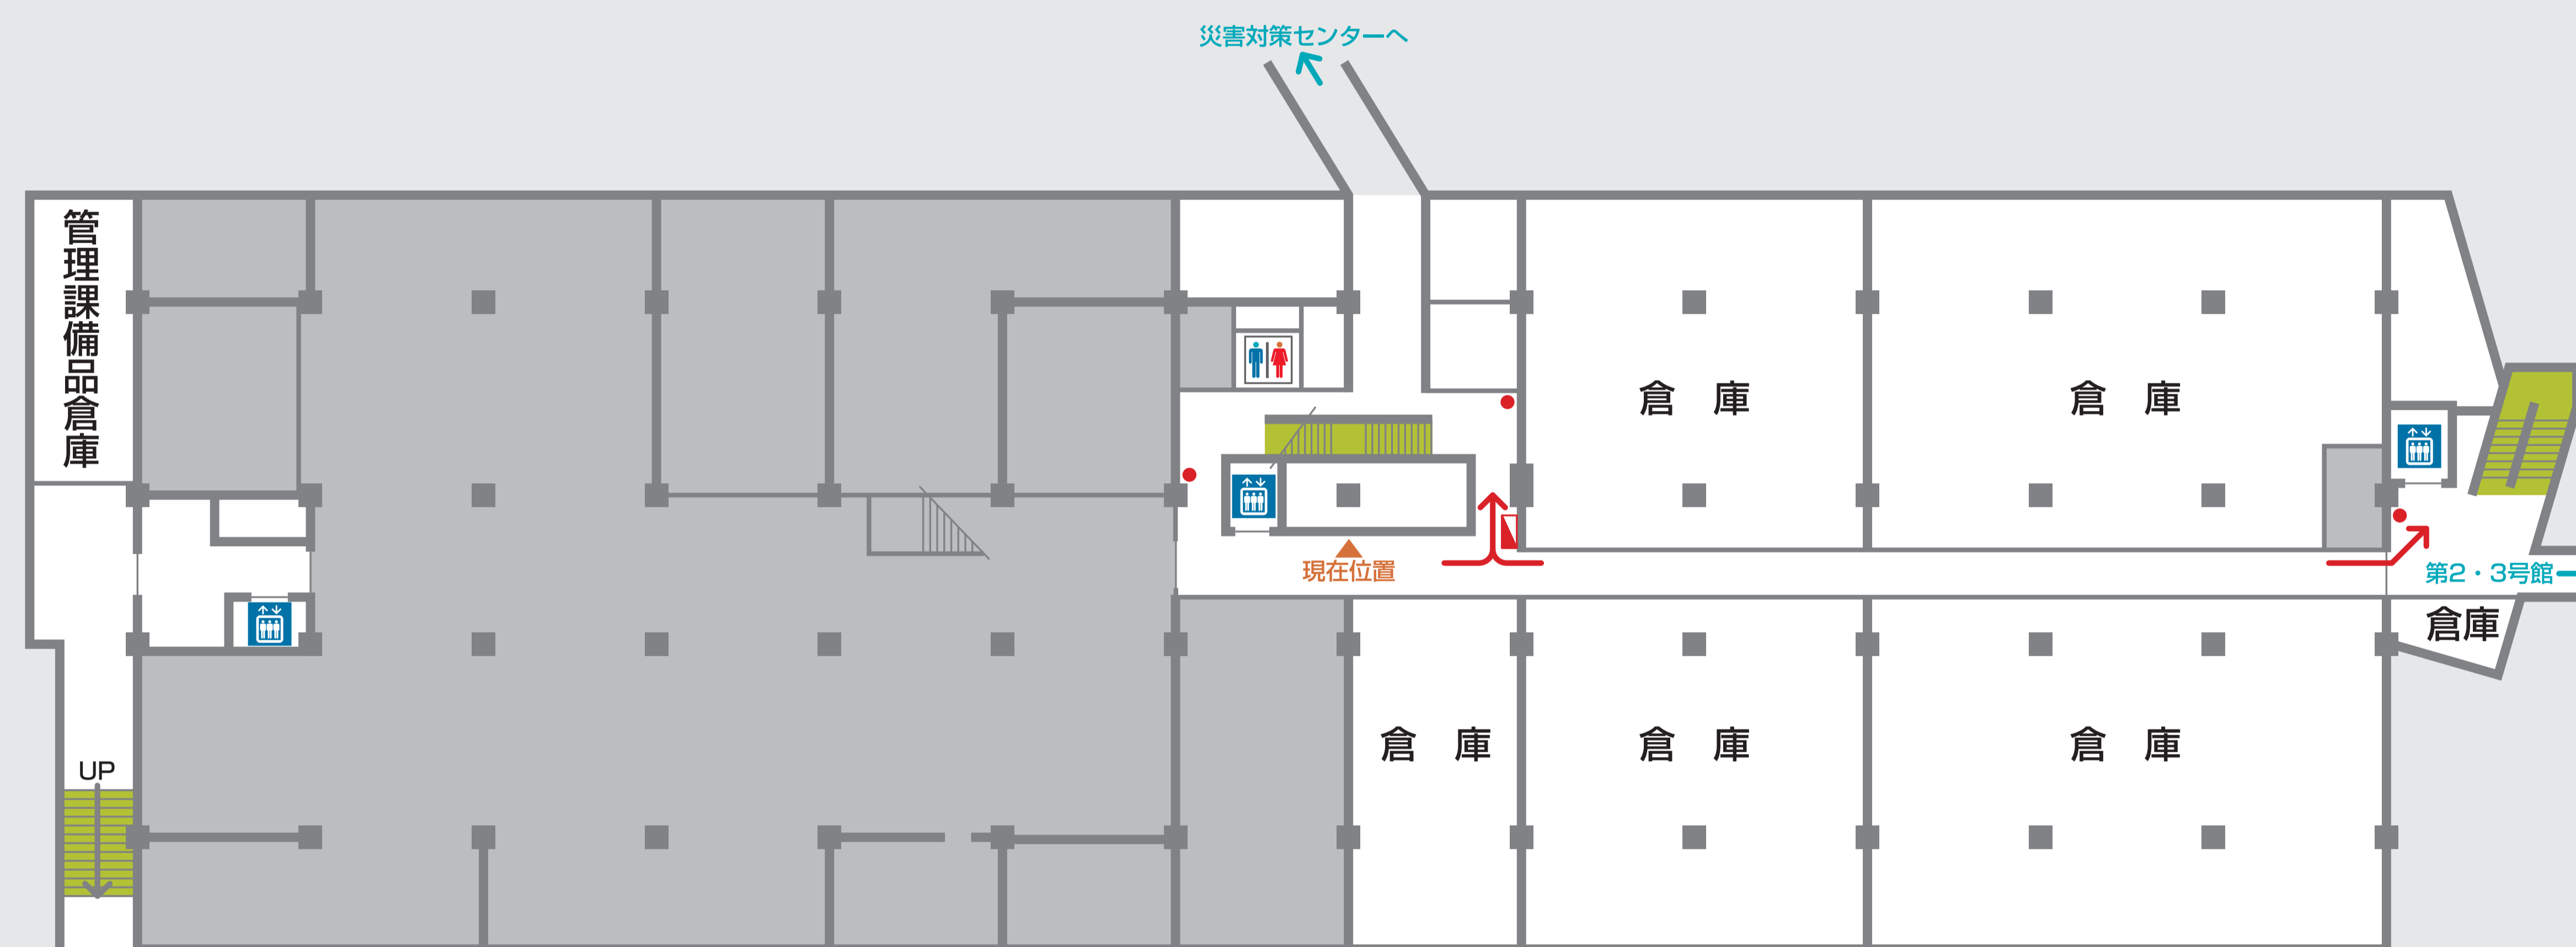 災害対策センターへ
管理課備品倉庫
倉 庫
倉 庫
現在位置
第2・3号館
倉庫
倉 庫
倉 庫
倉 庫
UP